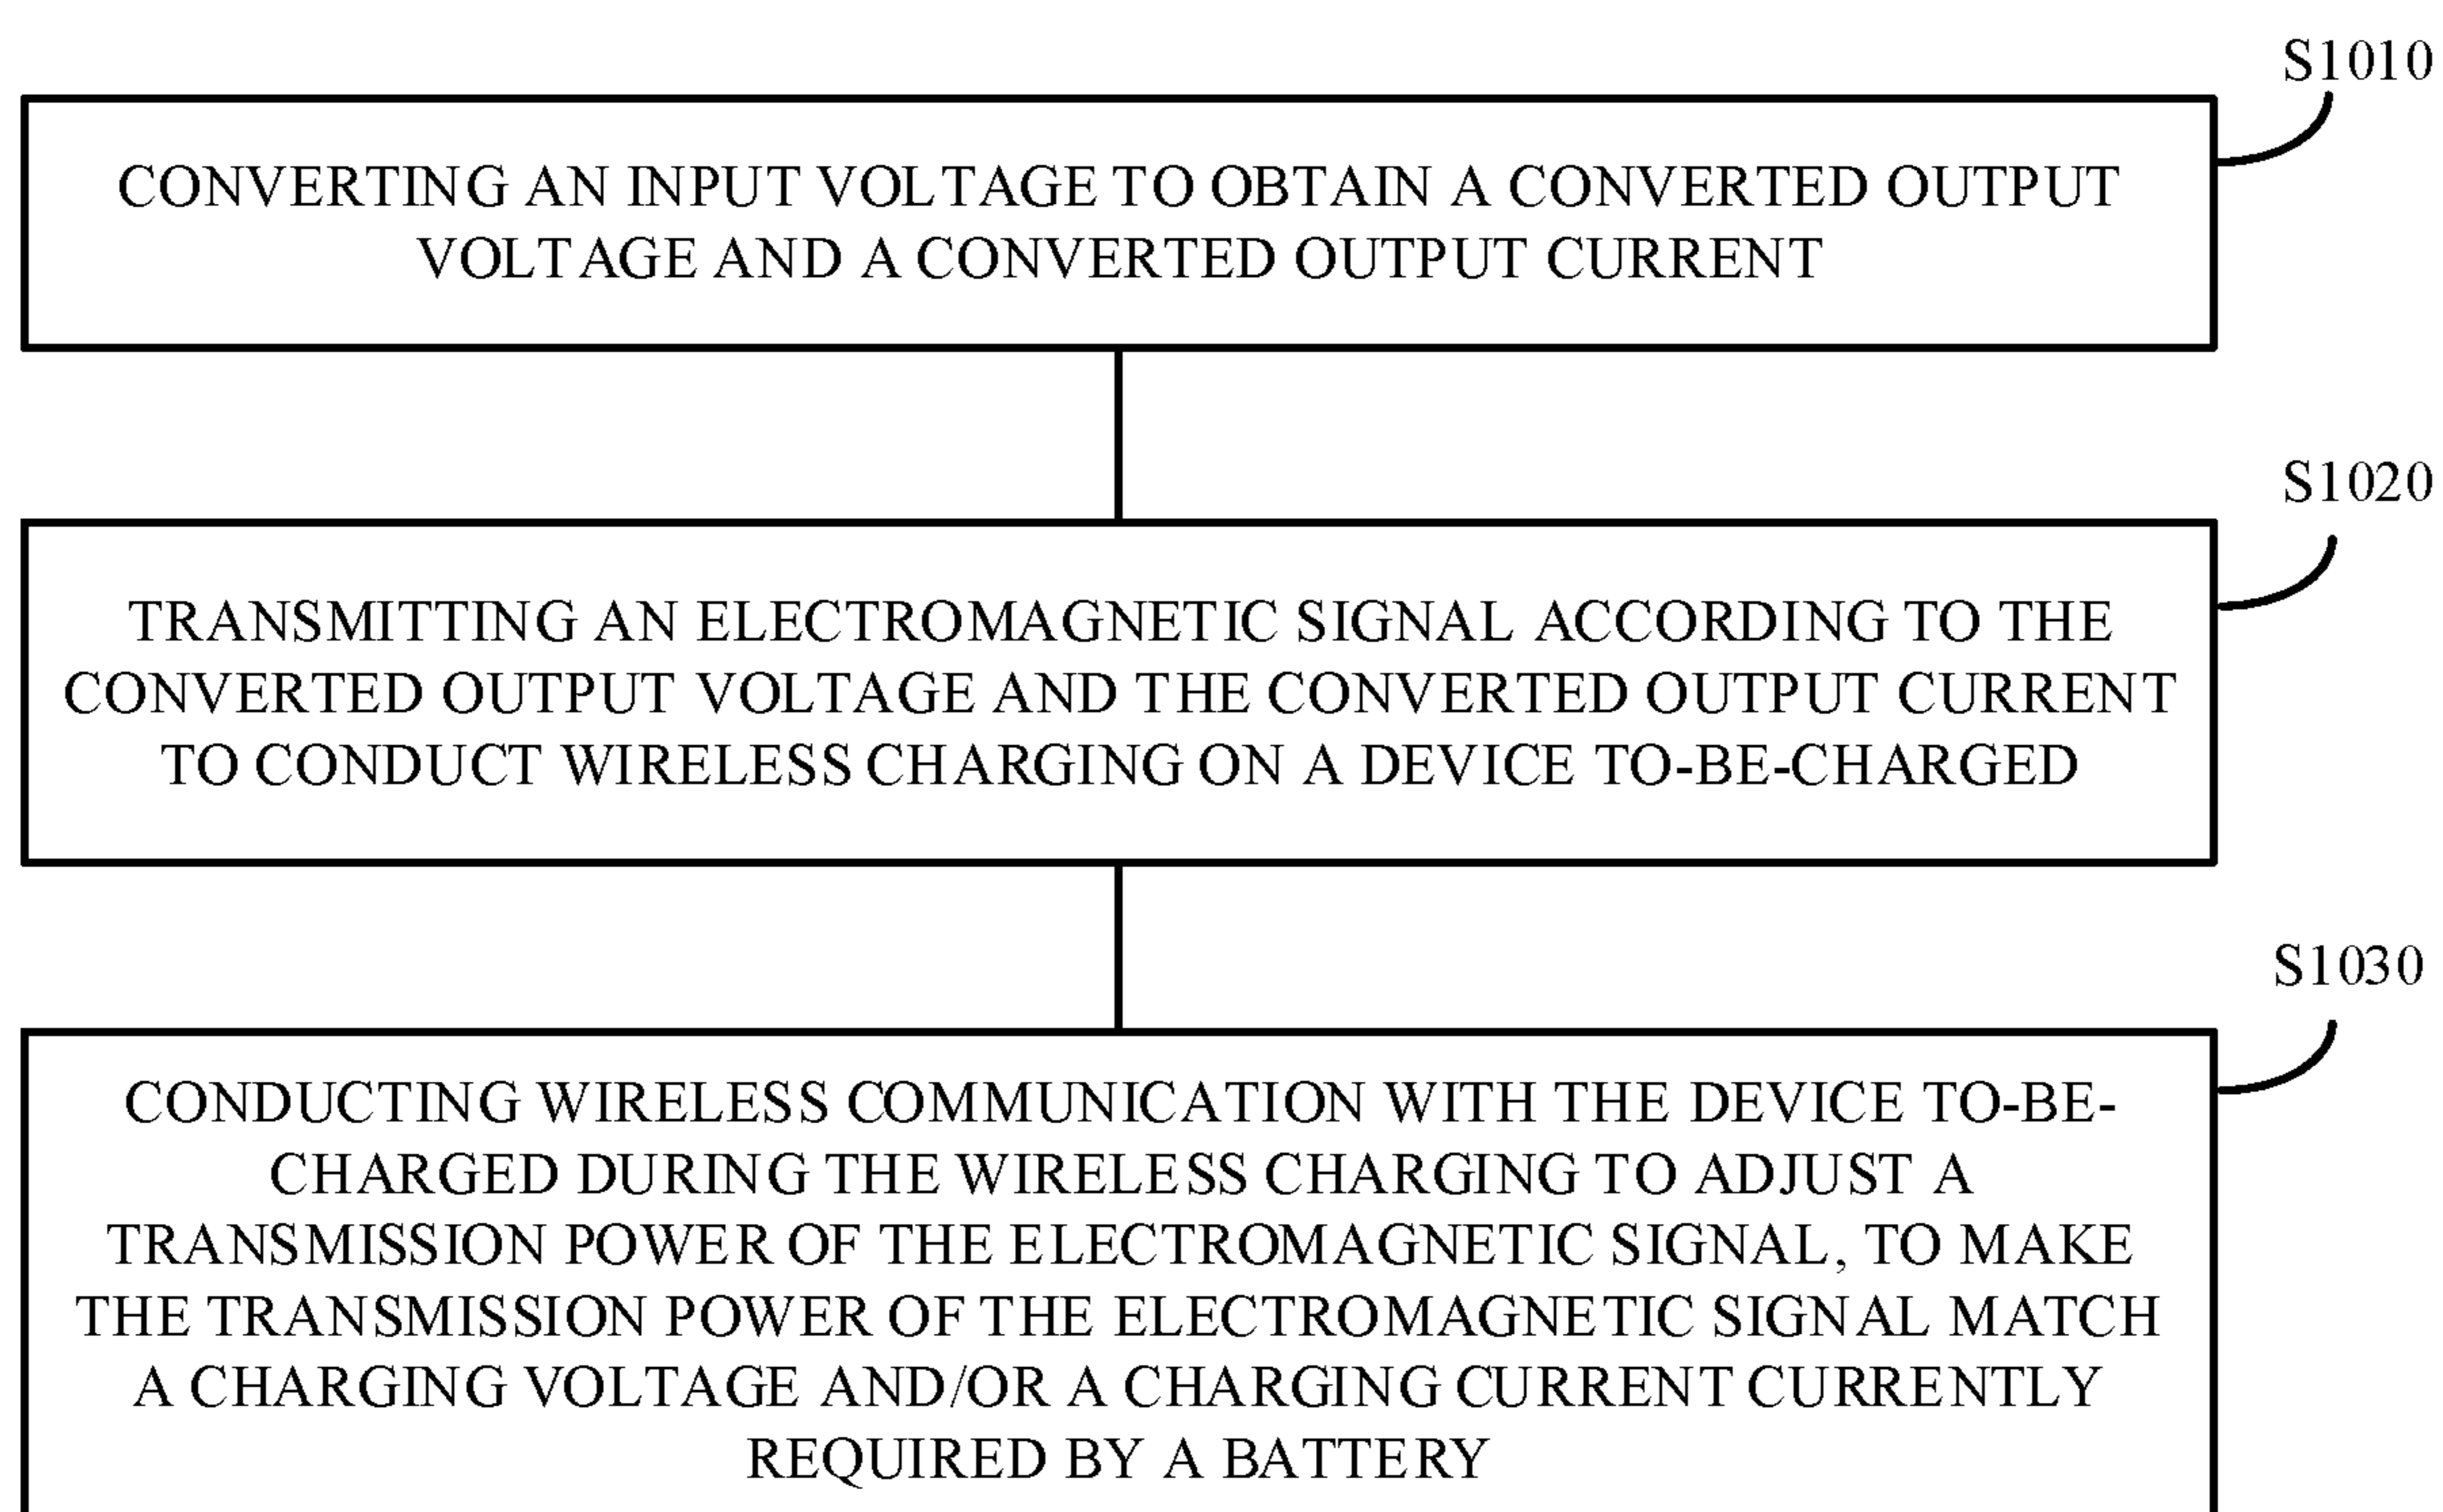 S1010
CONVERTING AN INPUT VOLTAGE TO OBTAIN A CONVERTED OUTPUT
VOLTAGE AND A CONVERTED OUTPUT CURRENT
S1020
TRANSMITTING AN ELECTROMAGNETIC SIGNAL ACCORDING TO THE
CONVERTED OUTPUT VOLTAGE AND THE CONVERTED OUTPUT CURRENT
TO CONDUCT WIRELESS CHARGING ON A DEVICE TO-BE-CHARGED
S1030
CONDUCTING WIRELESS COMMUNICATION WITH THE DEVICE TO-BE-
CHARGED DURING THE WIRELESS CHARGING TO ADJUST A
TRANSMISSION POWER OF THE ELECTROMAGNETIC SIGNAL, TO MAKE
THE TRANSMISSION POWER OF THE ELECTROMAGNETIC SIGNAL MATCH
A CHARGING VOLTAGE AND/OR A CHARGING CURRENT CURRENTLY
REQUIRED BY A BATTERY